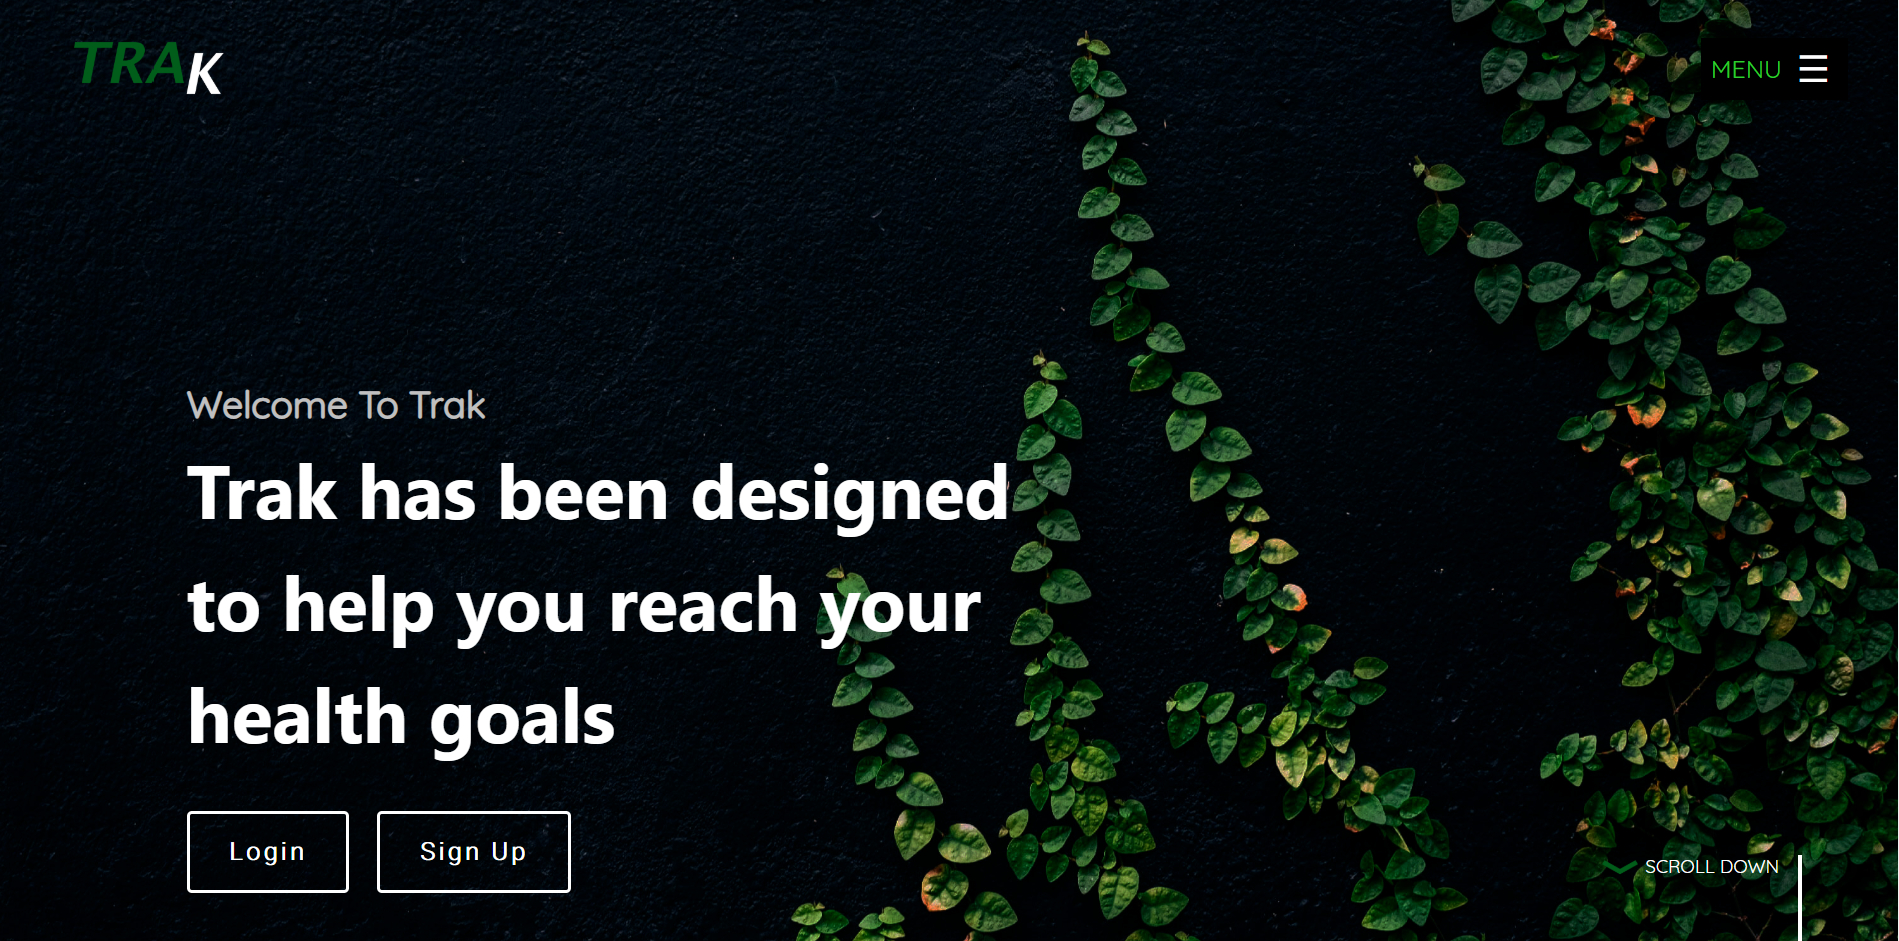 TRAK
MENU
Welcome To Trak
Trak has been designed
to help you reach your
health goals
Login
Sign Up
SCROLL DOWN